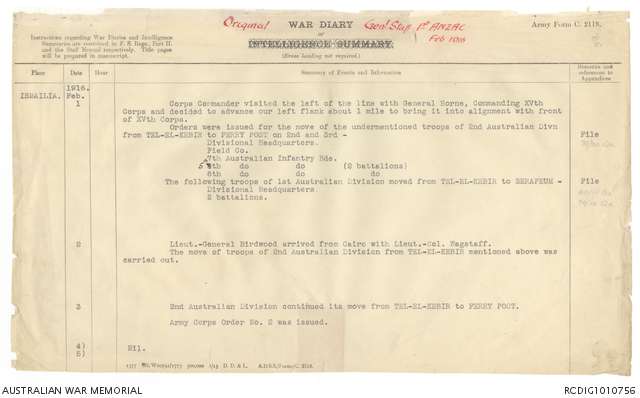 Original
WAR DIARY
Genl Staff 1st ANZAC
Feb 1916
Army Form C. 2118.
or
INTELLIGENCE SUMMARY.
(Erase heading not required.)
Instructions regarding War Diaries and Intelligence
Summaries are contained in F. S. Regs., Part II.
and the Staff Manual respectively. Title pages
will be prepared in manuscript.
Place Date Hour Summary of Events and Information Remarks and references to Appendices
ISMAILIA. 1916. Feb.
1 Corps Commander visited the left of the line with General Horne, Commanding XVth
Corps and decided to advance our left flank about 1 mile to bring it into alignment with front
of XVth Corps.
Orders were issued for the move of the undermentioned troops of 2nd Australian Divn
from TEL-EL-KEBIR to FERRY POST on 2nd and 3rd - File
Divisional Headquarters.
Field Co.
7th Australian Infantry Bde.
5 8th do do (2 battalions)
6th do do
The following troops of 1st Australian Division moved from TEL-EL-KEBIR to SERAPEUM - File
Divisional Headquarters
2 battalions.
2 Lieut.-General Birdwood arrived from Cairo with Lieut.-Col. Wagstaff.
The move of troops of 2nd Australian Division from TEL-EL-KEBIR mentioned above was
carried out.
3 2nd Australian Division continued its move from TEL-EL-KEBIR to FERRY POST.
Army Corps Order No. 2 was issued.
4)
5) Nil.
AUSTRALIAN WAR MEMORIAL RCDIG1010756